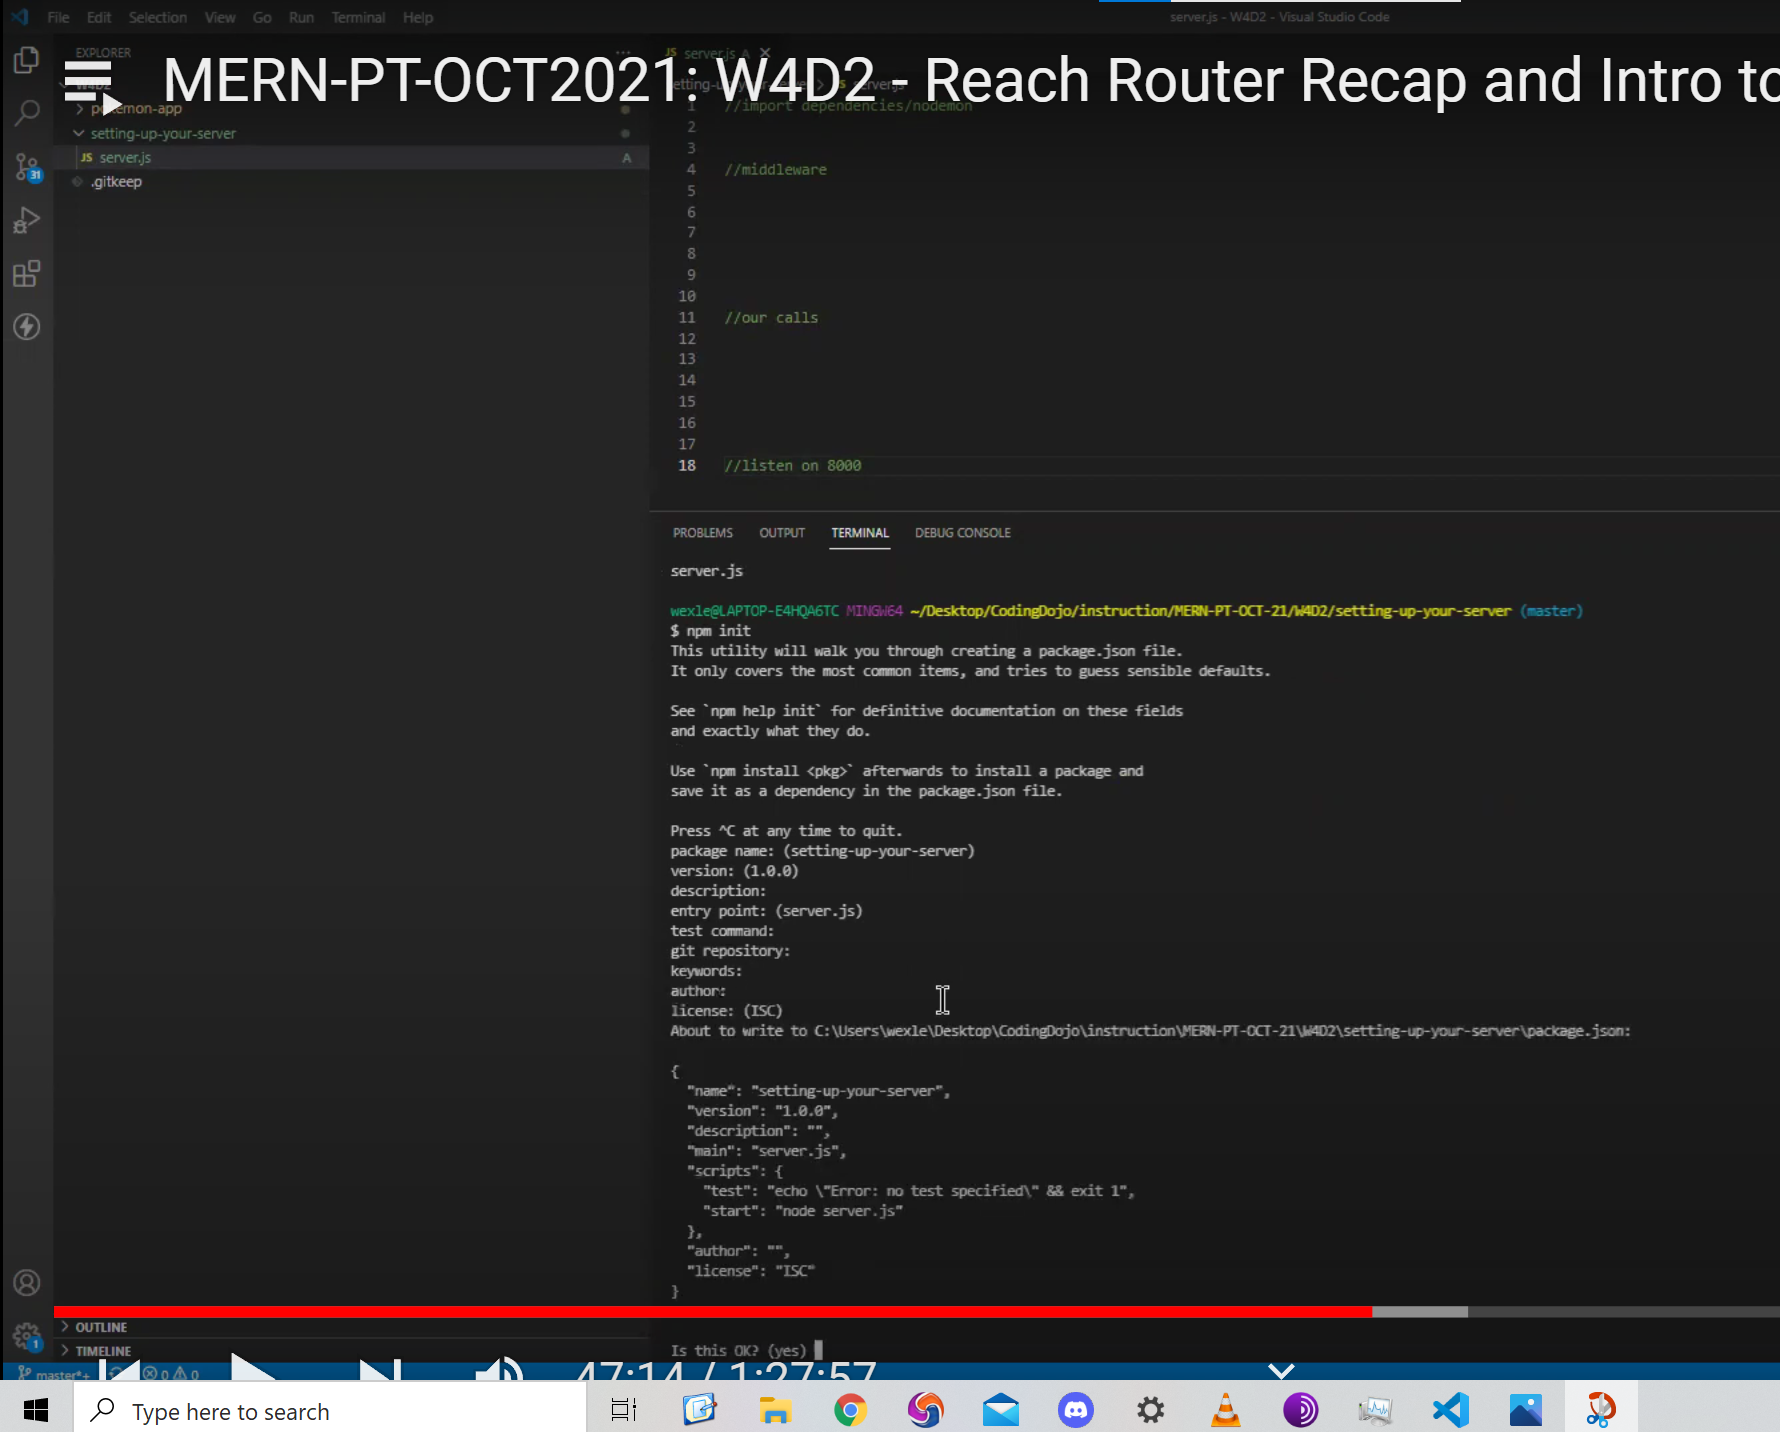 File Edit Selection View Go Run Terminal Help
server.js - W4D2 - Visual Studio Code
EXPLORER
server.js A
MERN-PT-OCT2021: W4D2 - Reach Router Recap and Intro to
W4D2
pokemon-app
setting-up-your-server
JS server.js A
.gitkeep
31
1 //import dependencies/nodemon
2
3
4 //middleware
5
6
7
8
9
10
11 //our calls
12
13
14
15
16
17
18 //listen on 8000
PROBLEMS OUTPUT TERMINAL DEBUG CONSOLE
server.js
wexle@LAPTOP-E4HQA6TC MINGW64 ~/Desktop/CodingDojo/instruction/MERN-PT-OCT-21/W4D2/setting-up-your-server (master)
$ npm init
This utility will walk you through creating a package.json file.
It only covers the most common items, and tries to guess sensible defaults.
See `npm help init` for definitive documentation on these fields
and exactly what they do.
Use `npm install <pkg>` afterwards to install a package and
save it as a dependency in the package.json file.
Press ^C at any time to quit.
package name: (setting-up-your-server)
version: (1.0.0)
description:
entry point: (server.js)
test command:
git repository:
keywords:
author:
license: (ISC)
About to write to C:\Users\wexle\Desktop\CodingDojo\instruction\MERN-PT-OCT-21\W4D2\setting-up-your-server\package.json:
{
"name": "setting-up-your-server",
"version": "1.0.0",
"description": "",
"main": "server.js",
"scripts": {
"test": "echo \"Error: no test specified\" && exit 1",
"start": "node server.js"
},
"author": "",
"license": "ISC"
}
Is this OK? (yes)
OUTLINE
TIMELINE
1
master*+ 0 0
47:14 / 1:27:57
Type here to search